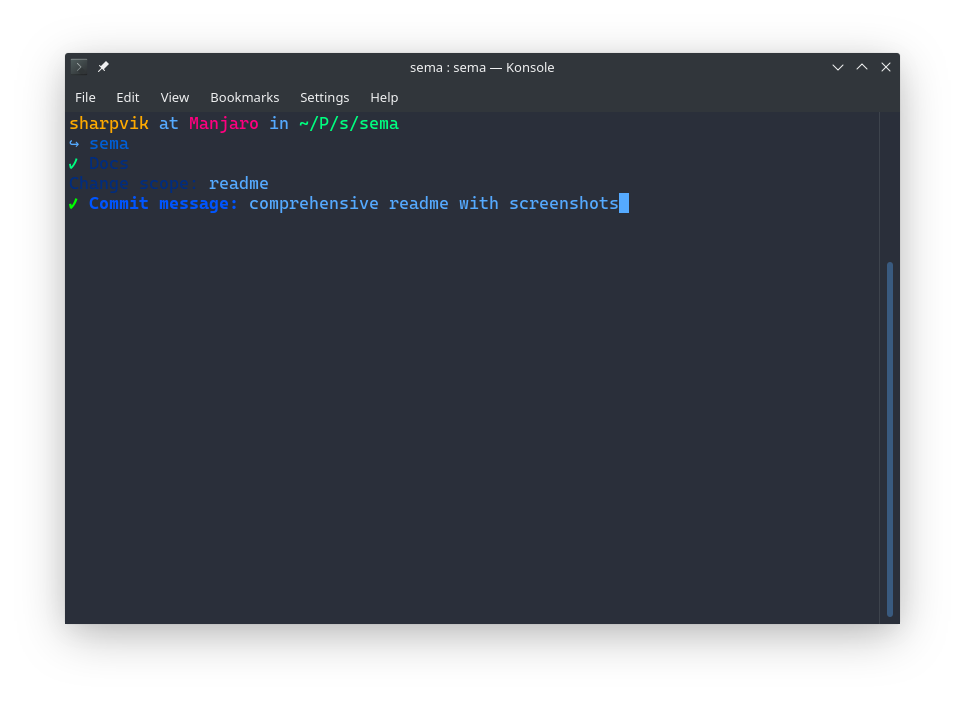 sema : sema — Konsole
File Edit View Bookmarks Settings Help
sharpvik at Manjaro in ~/P/s/sema
↪ sema
✓ Docs
Change scope: readme
✓ Commit message: comprehensive readme with screenshots